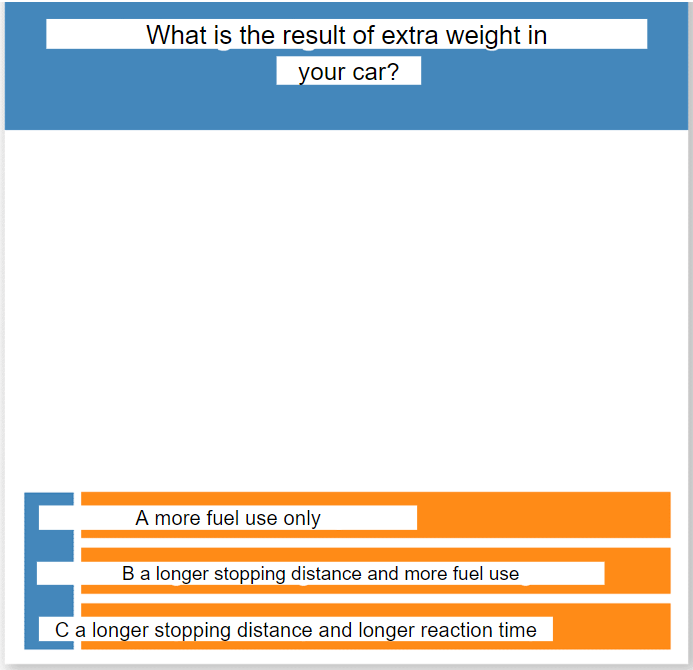 What is the result of extra weight in
your car?
A more fuel use only
B a longer stopping distance and more fuel use
C a longer stopping distance and longer reaction time